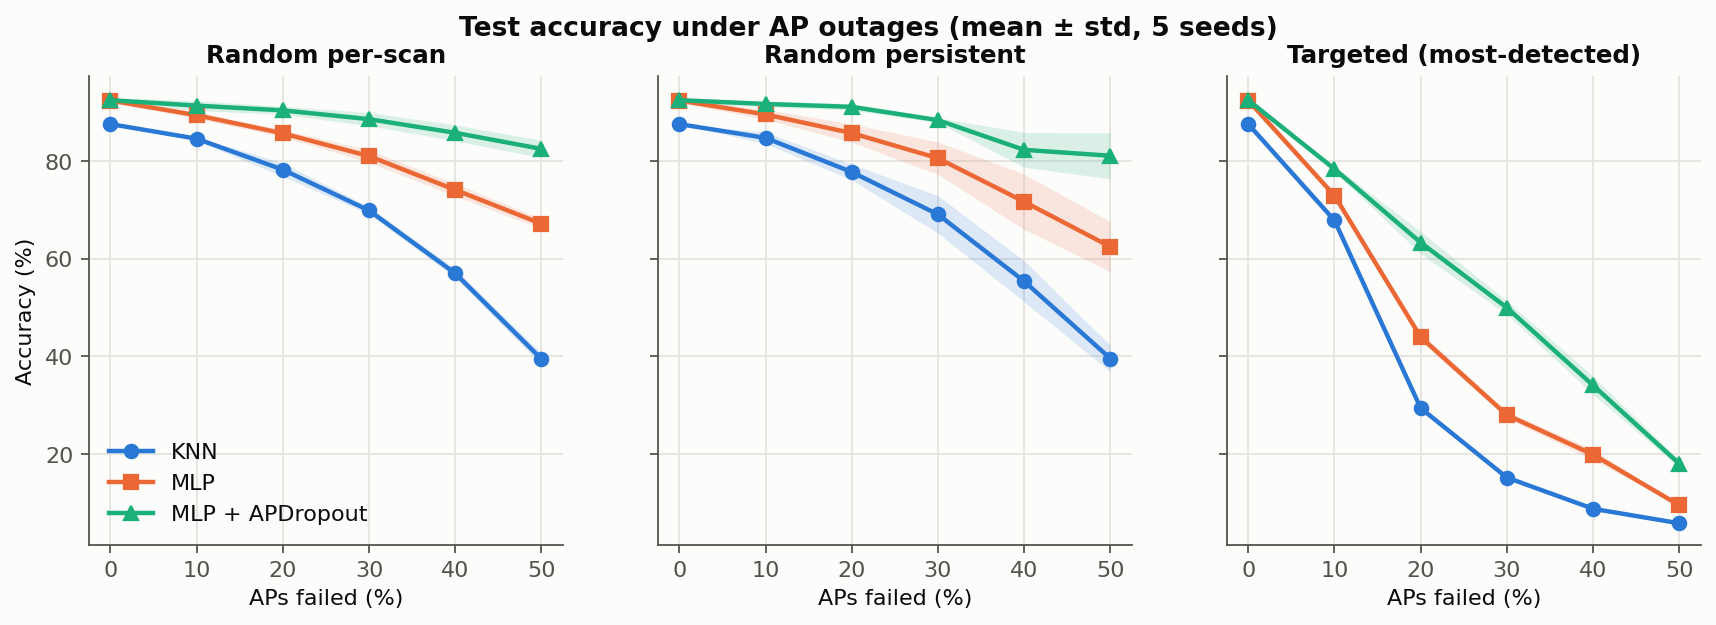 Test accuracy under AP outages (mean ± std, 5 seeds)
Random per-scan
Random persistent
Targeted (most-detected)
Accuracy (%)
80
60
40
20
KNN
MLP
MLP + APDropout
0 10 20 30 40 50
0 10 20 30 40 50
0 10 20 30 40 50
APs failed (%)
APs failed (%)
APs failed (%)